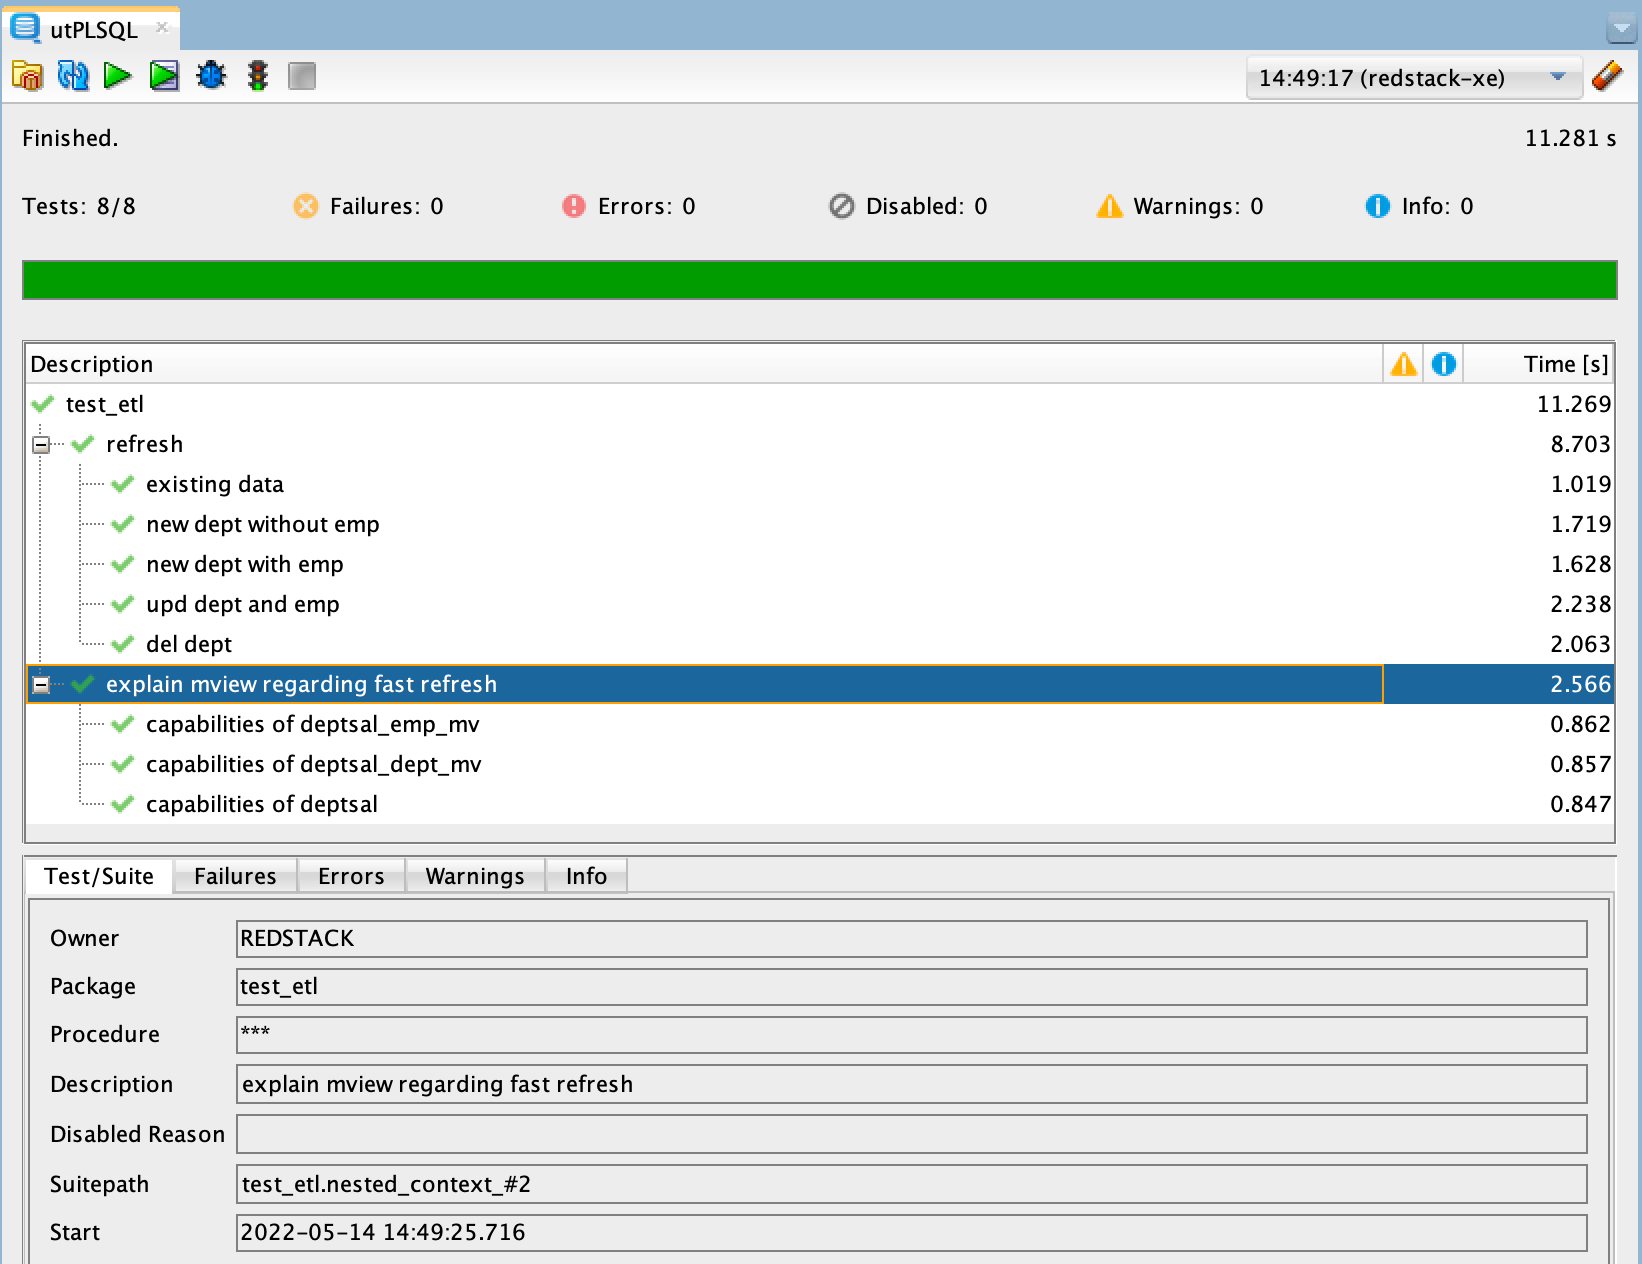 utPLSQL
14:49:17 (redstack-xe)
Finished. 11.281 s
Tests: 8/8 Failures: 0 Errors: 0 Disabled: 0 Warnings: 0 Info: 0
Description Time [s]
test_etl 11.269
refresh 8.703
existing data 1.019
new dept without emp 1.719
new dept with emp 1.628
upd dept and emp 2.238
del dept 2.063
explain mview regarding fast refresh 2.566
capabilities of deptsal_emp_mv 0.862
capabilities of deptsal_dept_mv 0.857
capabilities of deptsal 0.847
Test/Suite Failures Errors Warnings Info
Owner REDSTACK
Package test_etl
Procedure ***
Description explain mview regarding fast refresh
Disabled Reason
Suitepath test_etl.nested_context_#2
Start 2022-05-14 14:49:25.716